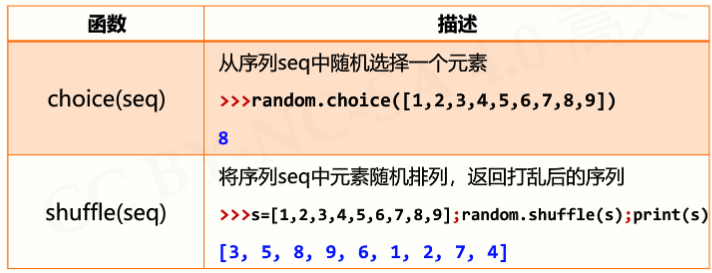 函数 描述
choice(seq)
从序列seq中随机选择一个元素
>>>random.choice([1,2,3,4,5,6,7,8,9])
8
shuffle(seq)
将序列seq中元素随机排列，返回打乱后的序列
>>>s=[1,2,3,4,5,6,7,8,9];random.shuffle(s);print(s)
[3, 5, 8, 9, 6, 1, 2, 7, 4]